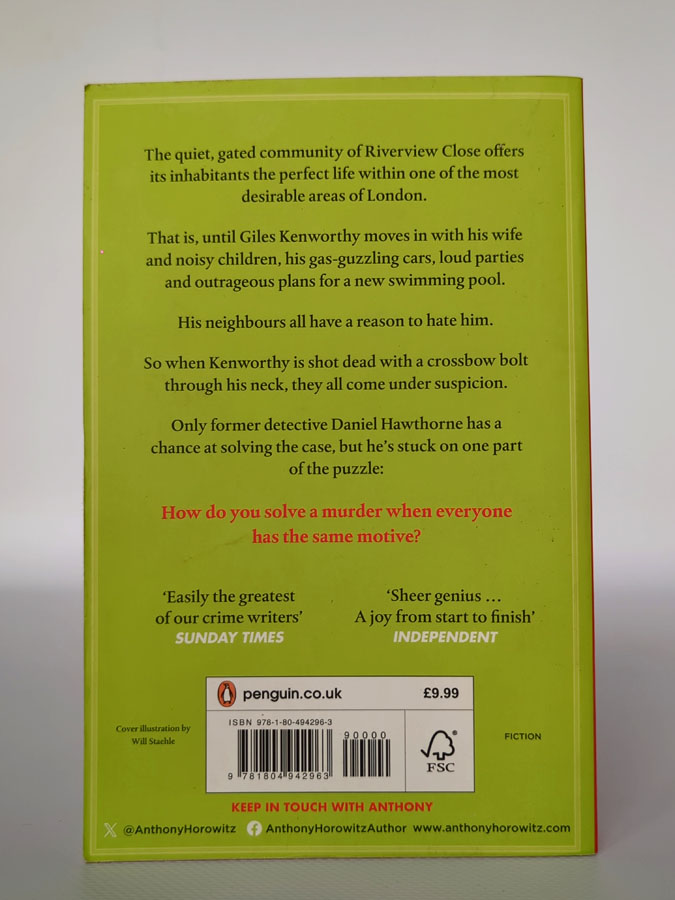 The quiet, gated community of Riverview Close offers
its inhabitants the perfect life within one of the most
desirable areas of London.
That is, until Giles Kenworthy moves in with his wife
and noisy children, his gas-guzzling cars, loud parties
and outrageous plans for a new swimming pool.
His neighbours all have a reason to hate him.
So when Kenworthy is shot dead with a crossbow bolt
through his neck, they all come under suspicion.
Only former detective Daniel Hawthorne has a
chance at solving the case, but he's stuck on one part
of the puzzle:
How do you solve a murder when everyone
has the same motive?
'Easily the greatest
of our crime writers'
SUNDAY TIMES
'Sheer genius ...
A joy from start to finish'
INDEPENDENT
penguin.co.uk
£9.99
ISBN 978-1-80-494296-3
90000
9 781804 942963
FSC
Cover illustration by
Will Staehle
FICTION
KEEP IN TOUCH WITH ANTHONY
X @AnthonyHorowitz f AnthonyHorowitzAuthor www.anthonyhorowitz.com